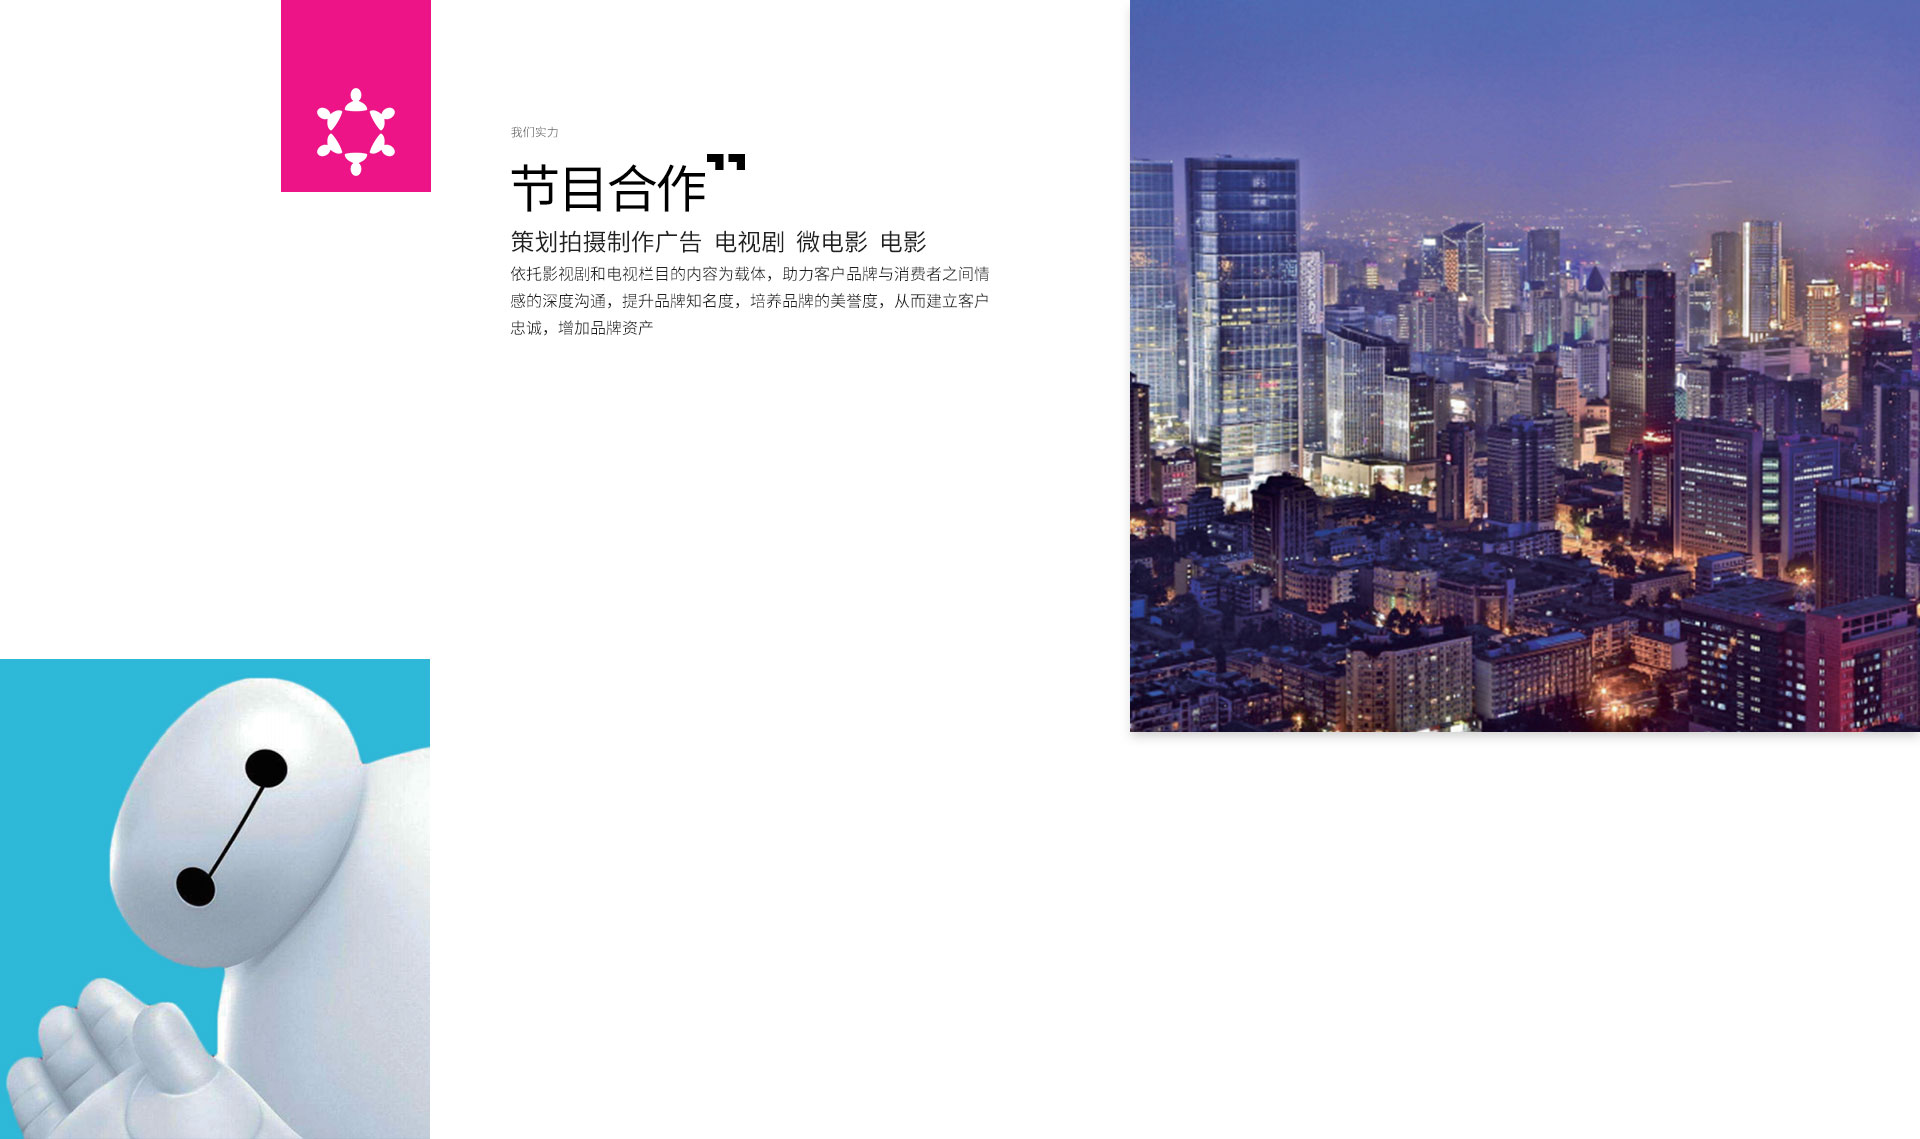 我们实力
节目合作
策划拍摄制作广告 电视剧 微电影 电影
依托影视剧和电视栏目的内容为载体，助力客户品牌与消费者之间情
感的深度沟通，提升品牌知名度，培养品牌的美誉度，从而建立客户
忠诚，增加品牌资产
IFS